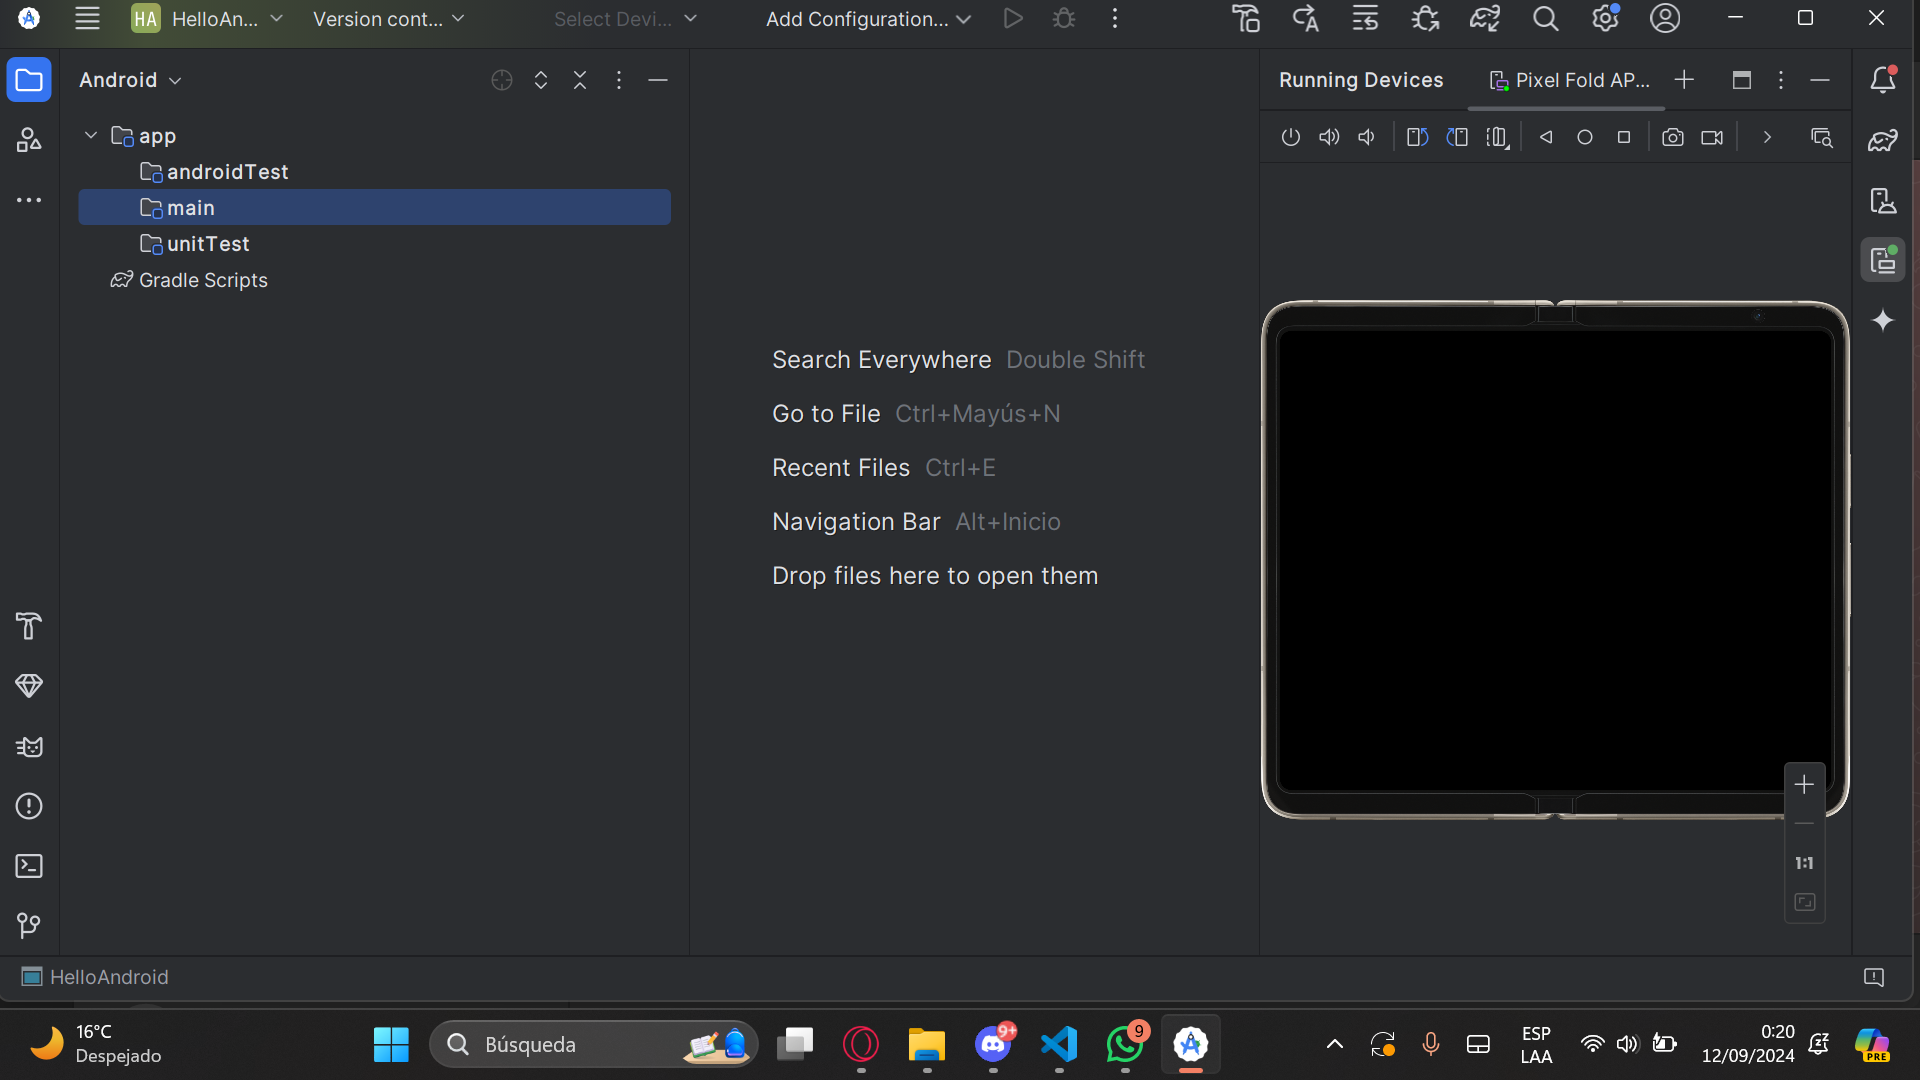 HA HelloAn... Version cont... Select Devi... Add Configuration...
Android
app
androidTest
main
unitTest
Gradle Scripts
Search Everywhere Double Shift
Go to File Ctrl+Mayús+N
Recent Files Ctrl+E
Navigation Bar Alt+Inicio
Drop files here to open them
Running Devices Pixel Fold AP...
1:1
HelloAndroid
16°C
Despejado
Búsqueda
9+
9
ESP
LAA
0:20
12/09/2024
PRE